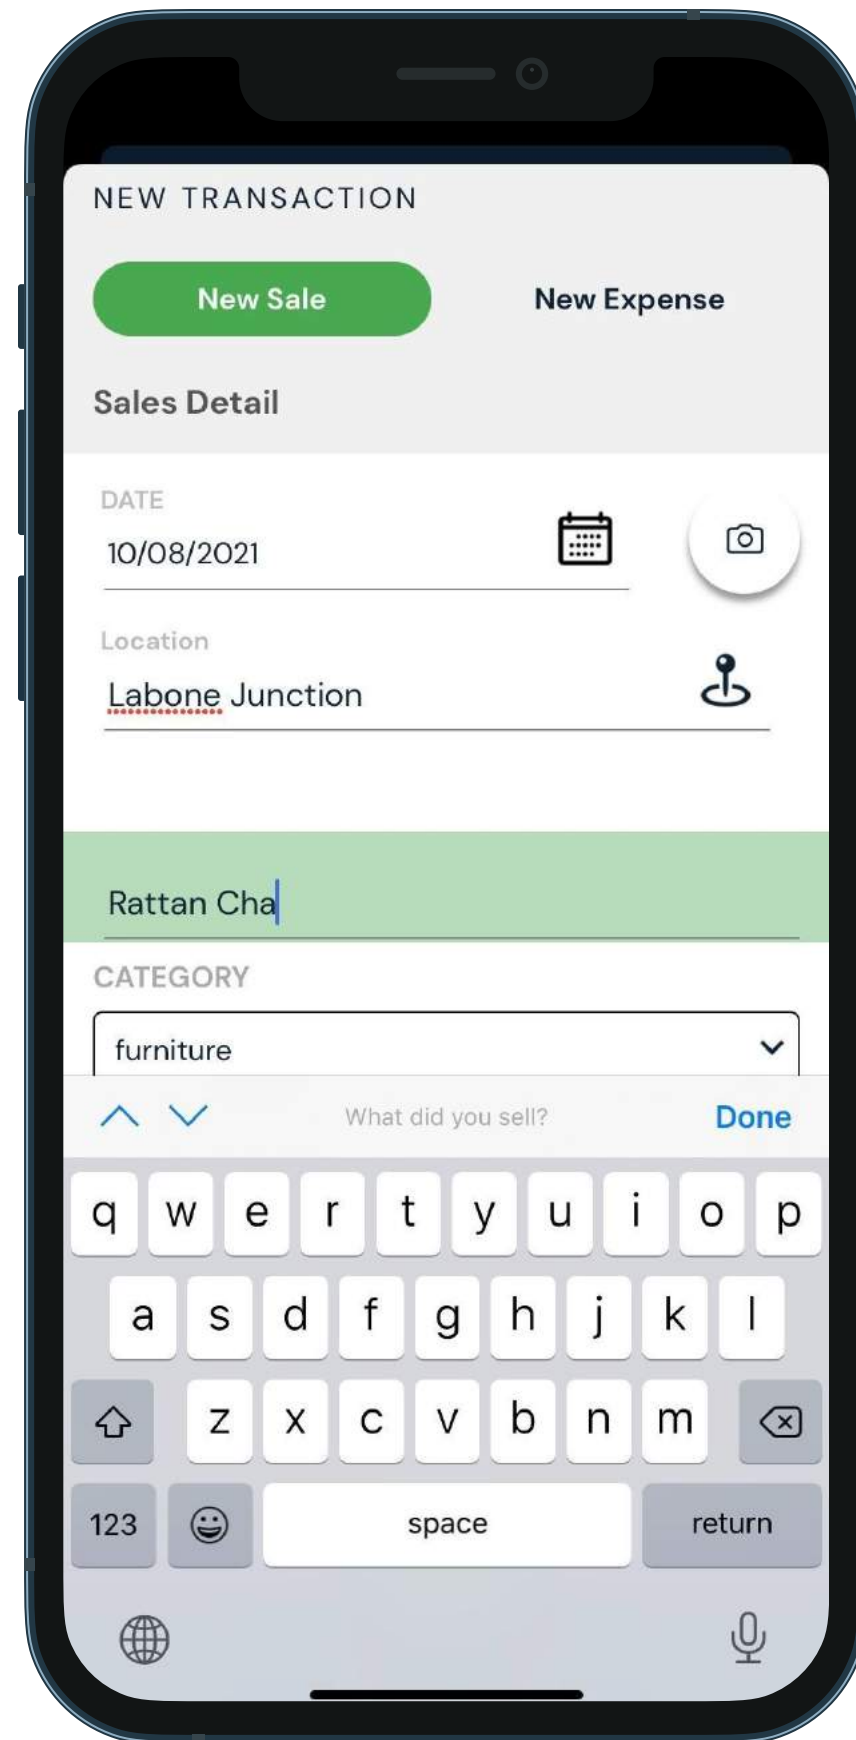 NEW TRANSACTION
New Sale New Expense
Sales Detail
DATE
10/08/2021
Location
Labone Junction
Rattan Cha
CATEGORY
furniture
What did you sell? Done
q w e r t y u i o p
a s d f g h j k l
z x c v b n m
123 space return